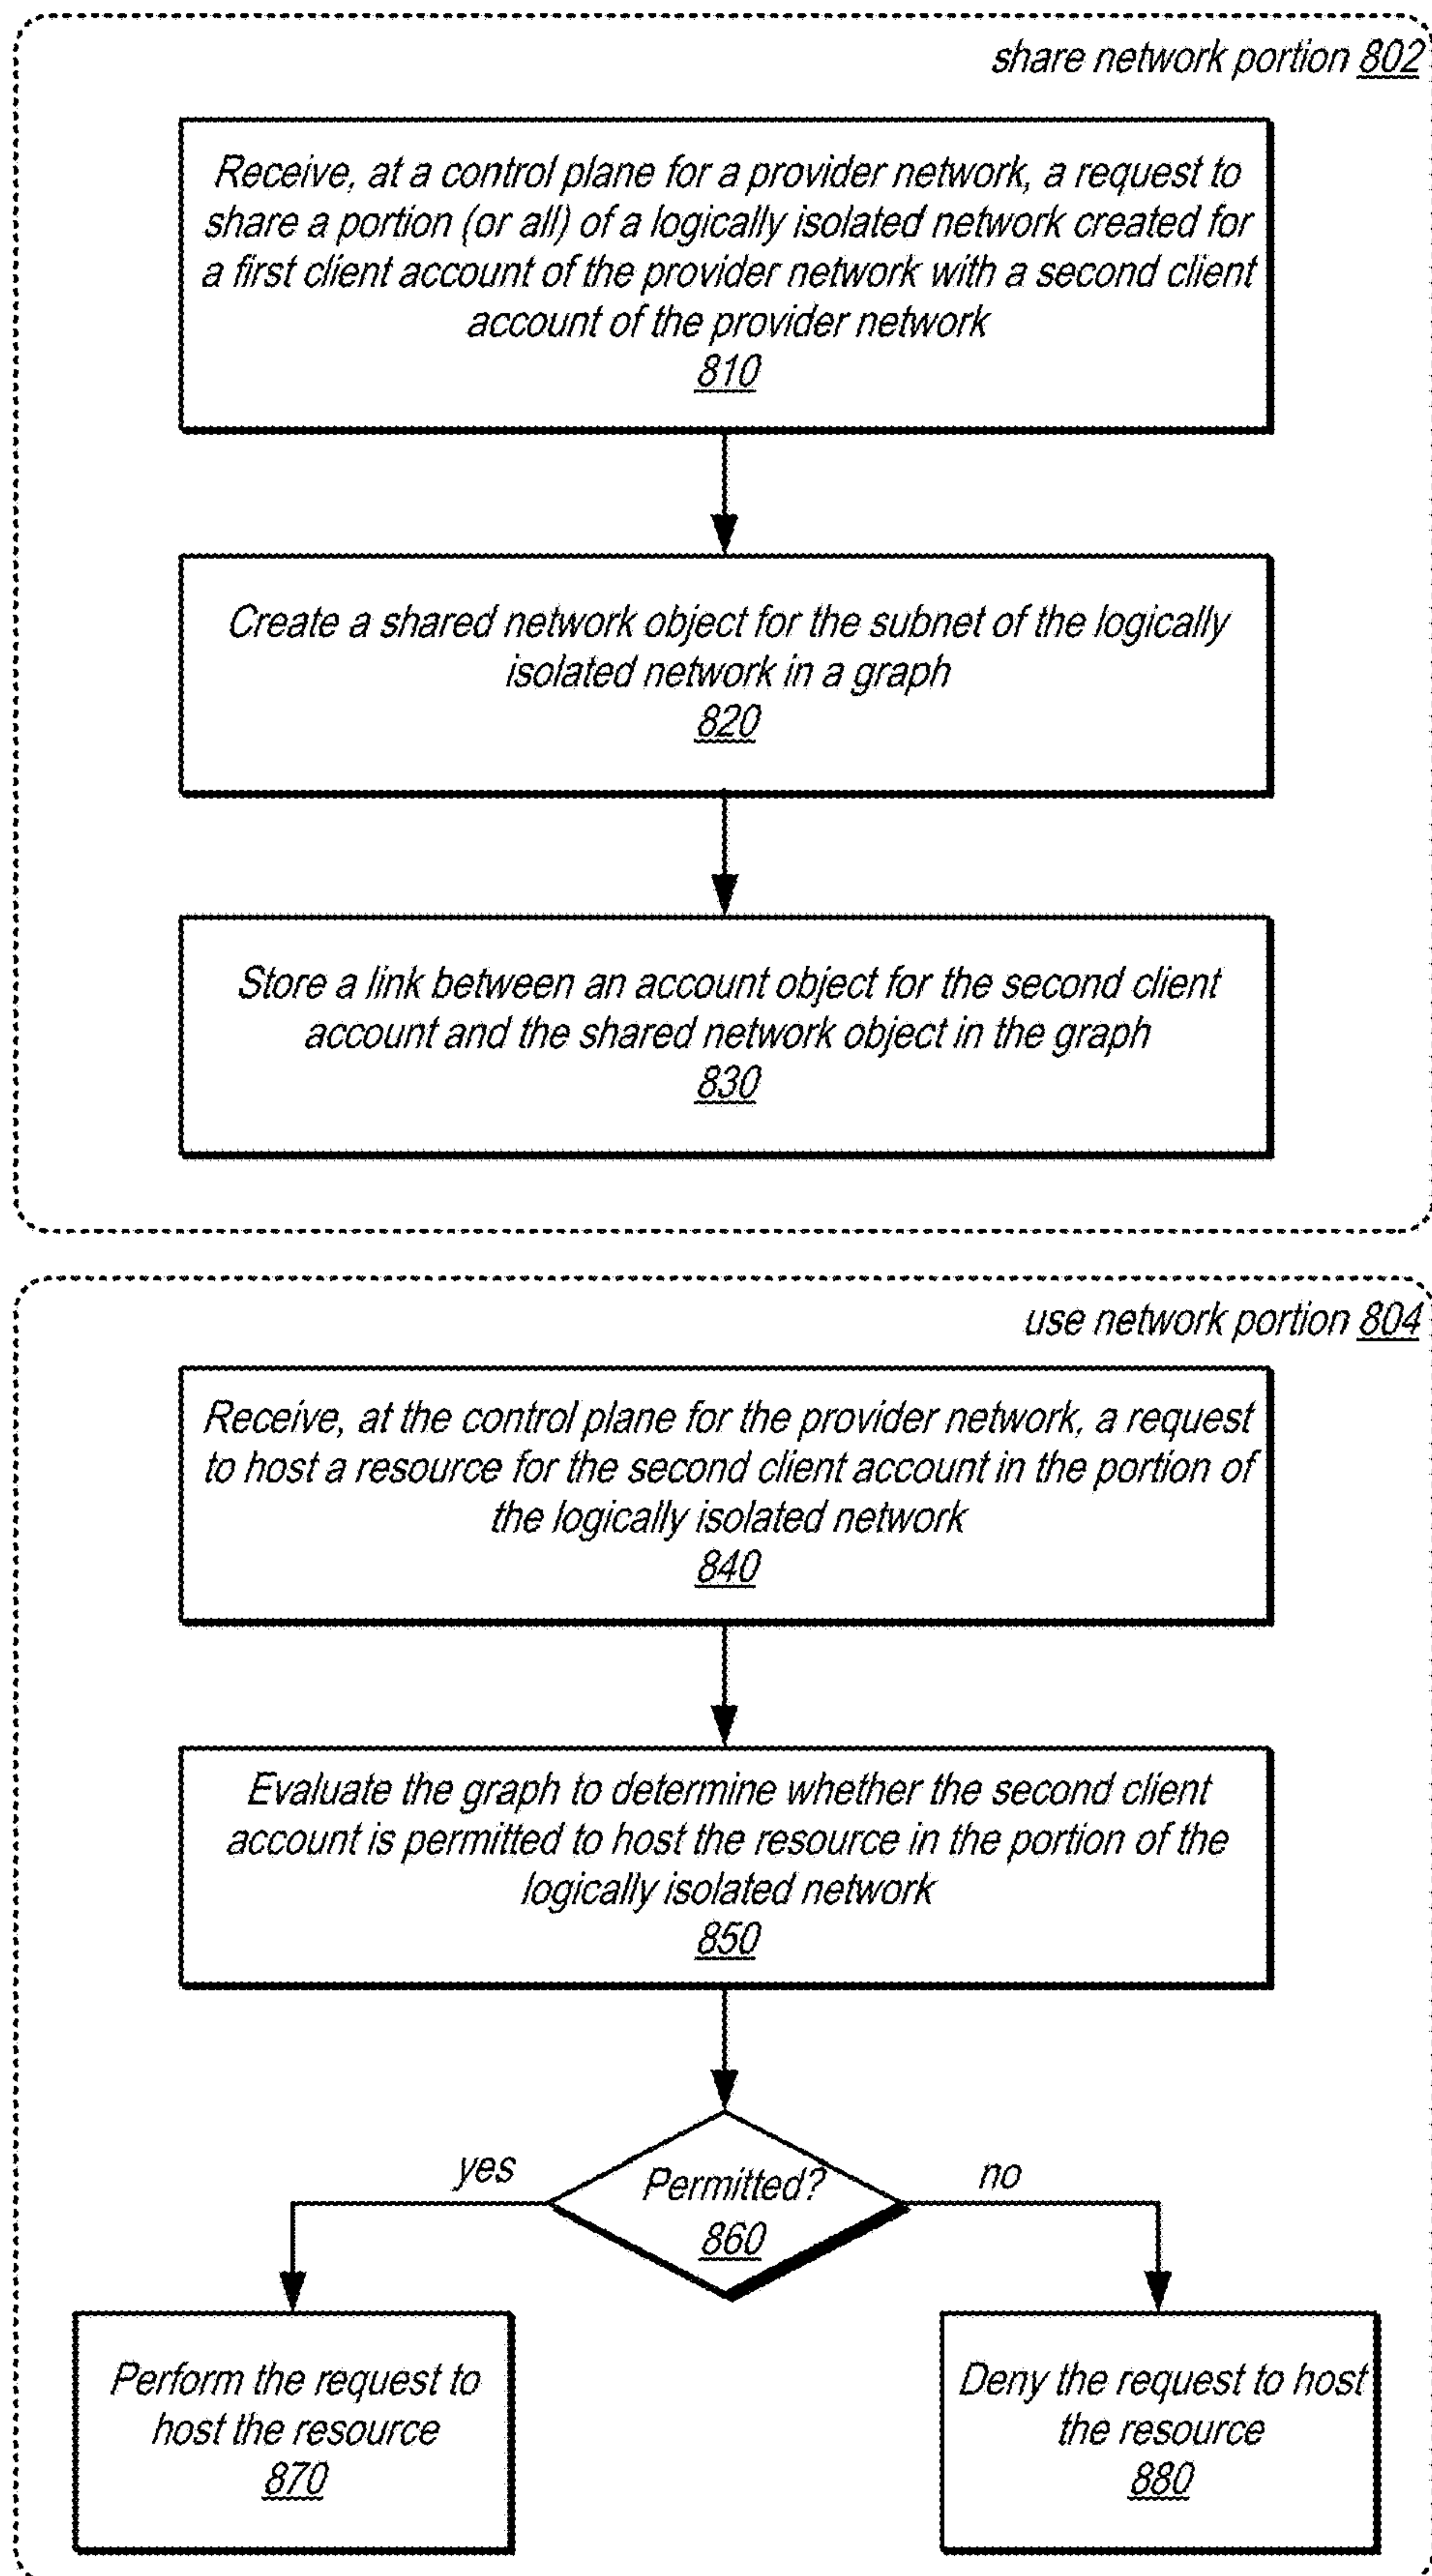 share network portion 802
Receive, at a control plane for a provider network, a request to
share a portion (or all) of a logically isolated network created for
a first client account of the provider network with a second client
account of the provider network
810
Create a shared network object for the subnet of the logically
isolated network in a graph
820
Store a link between an account object for the second client
account and the shared network object in the graph
830
use network portion 804
Receive, at the control plane for the provider network, a request
to host a resource for the second client account in the portion of
the logically isolated network
840
Evaluate the graph to determine whether the second client
account is permitted to host the resource in the portion of the
logically isolated network
850
yes
Permitted?
860
no
Perform the request to
host the resource
870
Deny the request to host
the resource
880